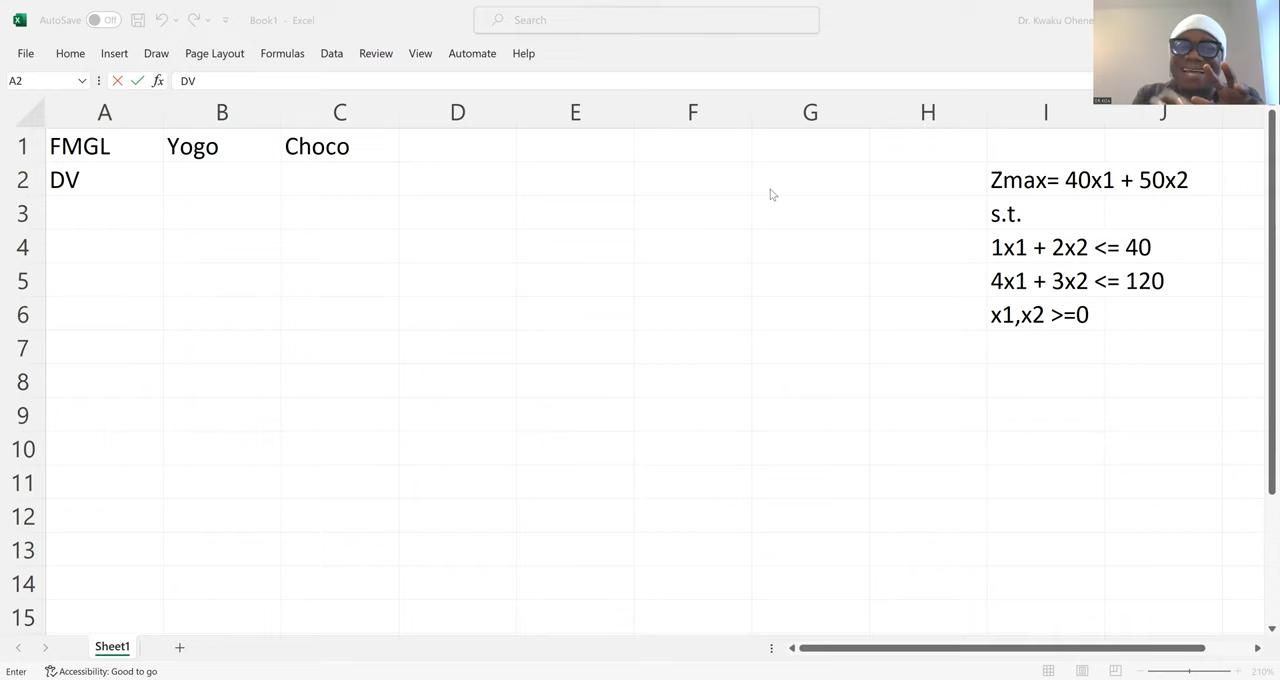 AutoSave Off Book1 - Excel Search Dr. Kwaku Ohene
File Home Insert Draw Page Layout Formulas Data Review View Automate Help
A2 fx DV
A B C D E F G H I J
1 FMGL Yogo Choco
2 DV Zmax= 40x1 + 50x2
3 s.t.
4 1x1 + 2x2 <= 40
5 4x1 + 3x2 <= 120
6 x1,x2 >=0
7
8
9
10
11
12
13
14
15
Sheet1
Enter Accessibility: Good to go 210%